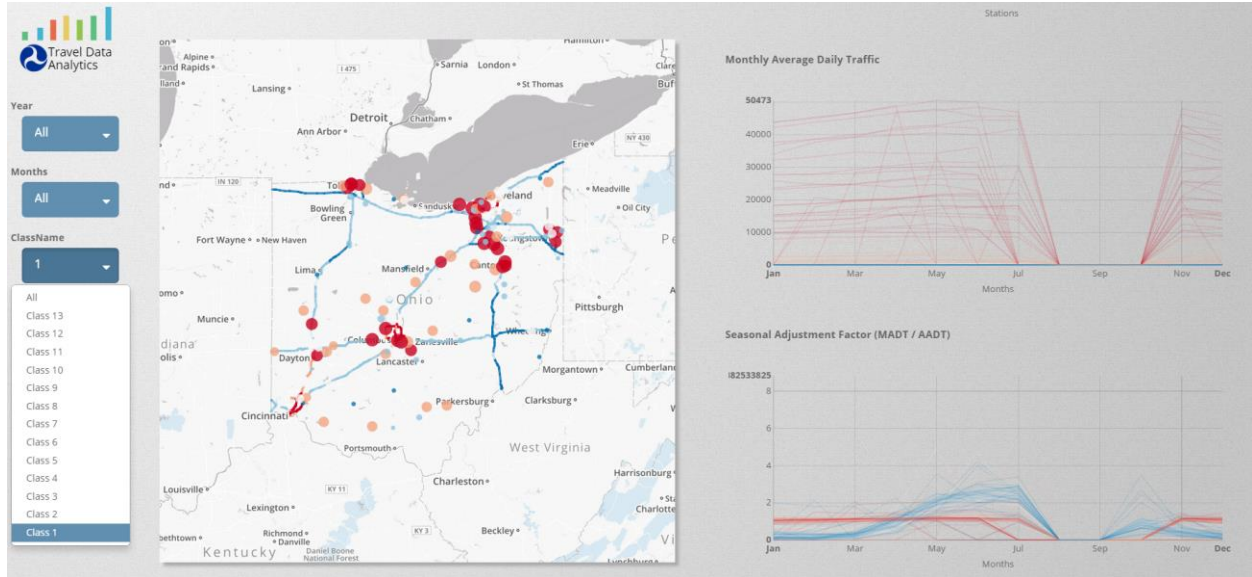 Travel Data
Analytics
Year
All
Months
All
ClassName
1
All
Class 13
Class 12
Class 11
Class 10
Class 9
Class 8
Class 7
Class 6
Class 5
Class 4
Class 3
Class 2
Class 1
Alpine
and Rapids
Lansing
I 475
Sarnia
London
St Thomas
Detroit
Chatham
Ann Arbor
Erie
NY 430
IN 120
Meadville
Oil City
Bowling
Green
Fort Wayne
New Haven
Lima
Mansfield
Ohio
Pittsburgh
Muncie
Zanesville
Dayton
Lancaster
Morgantown
Parkersburg
Clarksburg
Cincinnati
Portsmouth
West Virginia
Harrisonburg
Louisville
KY 11
Charleston
Lexington
Charlotte
Richmond
Danville
KY 3
Beckley
Kentucky
Daniel Boone
National Forest
Stations
Monthly Average Daily Traffic
50473
40000
30000
20000
10000
0
Jan Mar May Jul Sep Nov Dec
Months
Seasonal Adjustment Factor (MADT / AADT)
82533825
8
6
4
2
0
Jan Mar May Jul Sep Nov Dec
Months